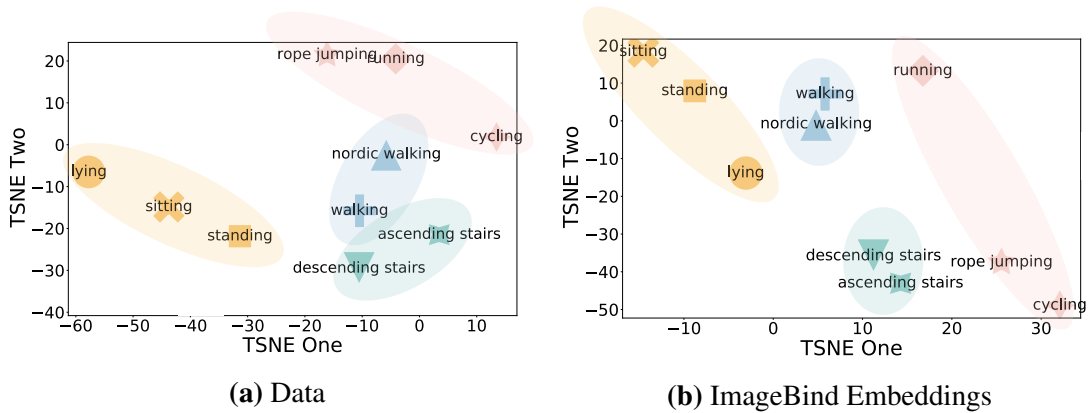 20
10
0
−10
−20
−30
−40
TSNE Two
rope jumping
running
cycling
nordic walking
lying
sitting
walking
standing
ascending stairs
descending stairs
−60 −50 −40 −30 −20 −10 0 10
TSNE One
(a) Data
20
10
0
−10
−20
−30
−40
−50
TSNE Two
sitting
running
standing
walking
nordic walking
lying
descending stairs
rope jumping
ascending stairs
cycling
−10 0 10 20 30
TSNE One
(b) ImageBind Embeddings